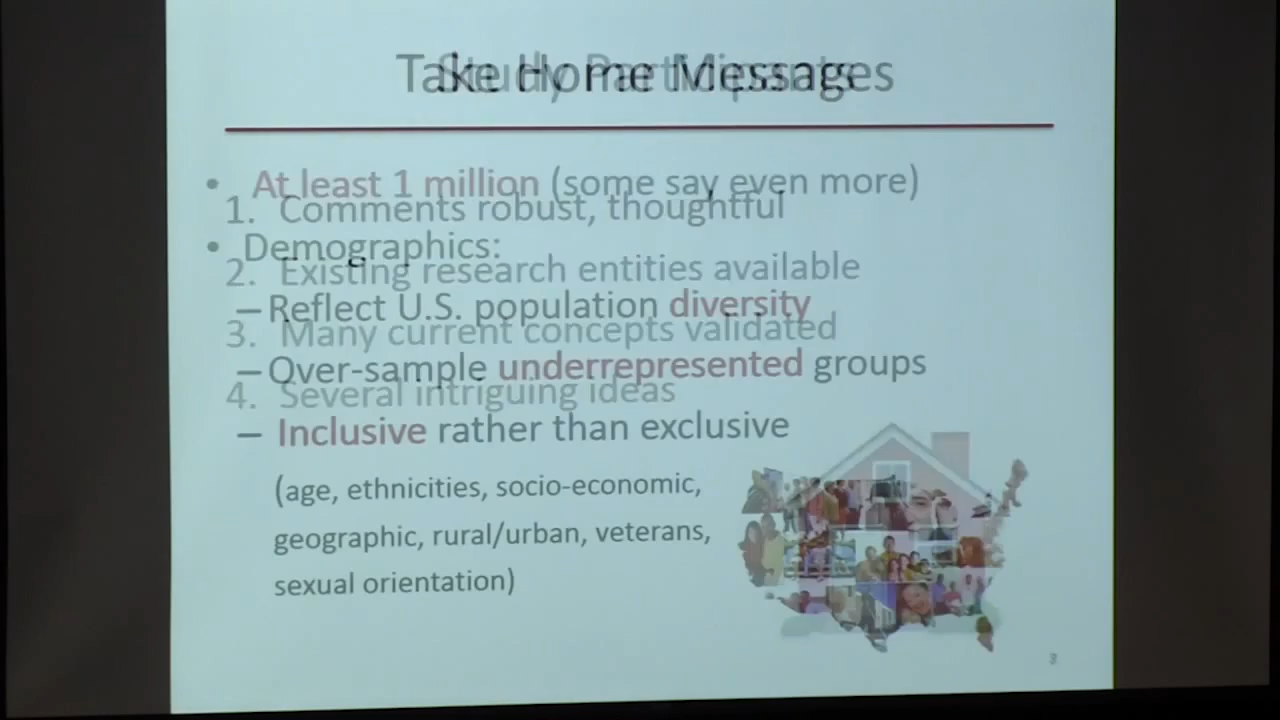 Take Home Messages
Study Participants
• At least 1 million (some say even more)
1. Comments robust, thoughtful
• Demographics:
2. Existing research entities available
– Reflect U.S. population diversity
3. Many current concepts validated
– Over-sample underrepresented groups
4. Several intriguing ideas
– Inclusive rather than exclusive
(age, ethnicities, socio-economic,
geographic, rural/urban, veterans,
sexual orientation)